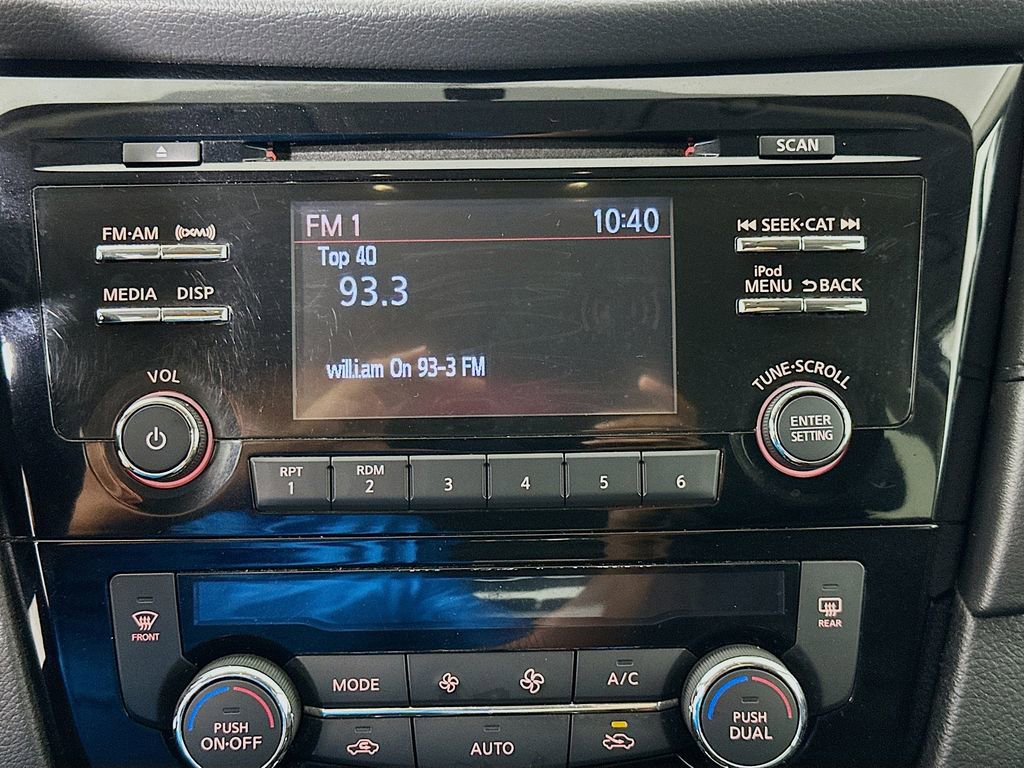 SCAN
FM·AM
(((XM)))
SEEK·CAT
MEDIA
DISP
iPod
MENU
BACK
FM 1
10:40
Top 40
93.3
will.i.am On 93-3 FM
VOL
TUNE·SCROLL
ENTER
SETTING
RPT
1
RDM
2
3
4
5
6
FRONT
REAR
MODE
A/C
PUSH
ON·OFF
AUTO
PUSH
DUAL